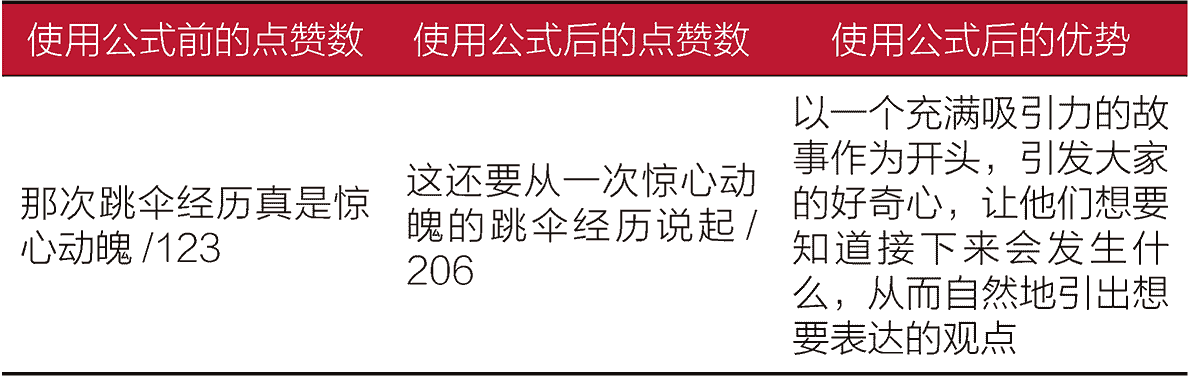 使用公式前的点赞数
使用公式后的点赞数
使用公式后的优势
那次跳伞经历真是惊
心动魄 /123
这还要从一次惊心动
魄的跳伞经历说起 /
206
以一个充满吸引力的故
事作为开头，引发大家
的好奇心，让他们想要
知道接下来会发生什
么，从而自然地引出想
要表达的观点